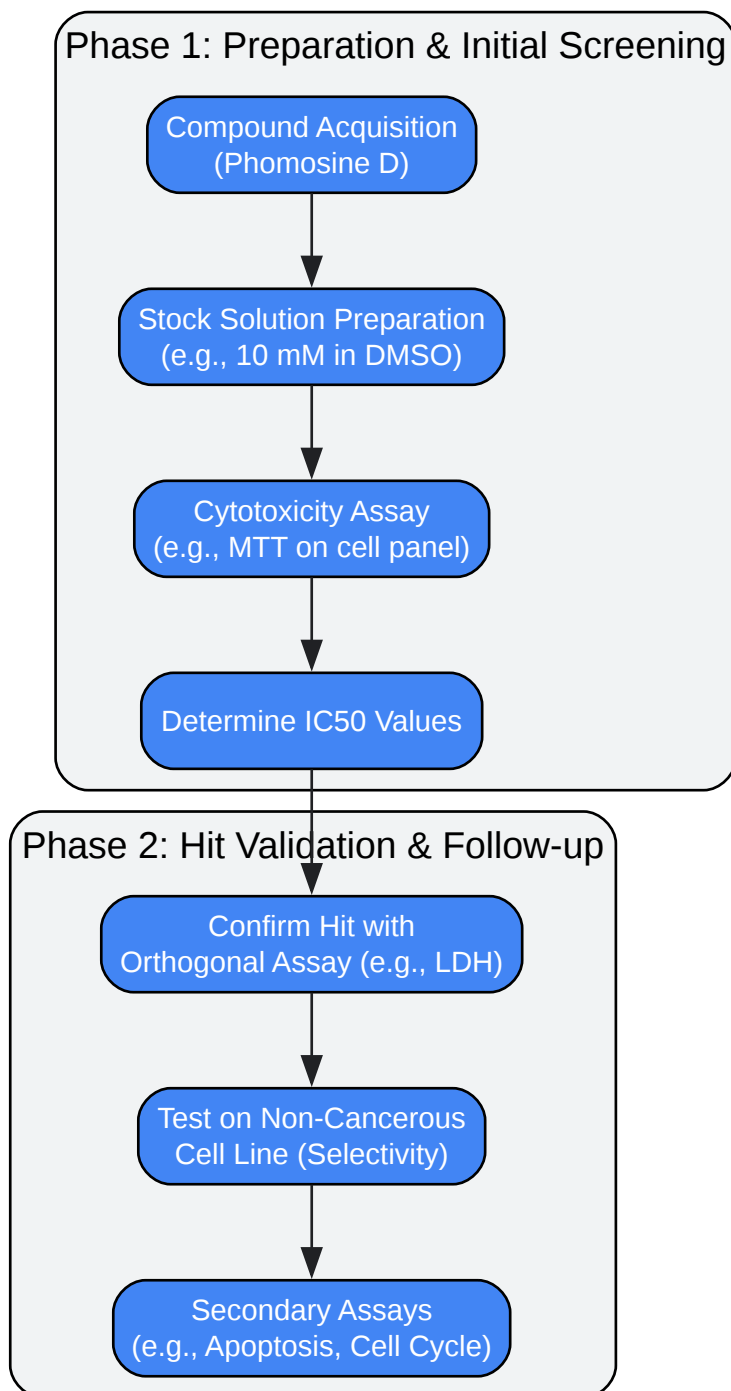 Phase 1: Preparation & Initial Screening
Compound Acquisition
(Phomosine D)
Stock Solution Preparation
(e.g., 10 mM in DMSO)
Cytotoxicity Assay
(e.g., MTT on cell panel)
Determine IC50 Values
Phase 2: Hit Validation & Follow-up
Confirm Hit with
Orthogonal Assay (e.g., LDH)
Test on Non-Cancerous
Cell Line (Selectivity)
Secondary Assays
(e.g., Apoptosis, Cell Cycle)